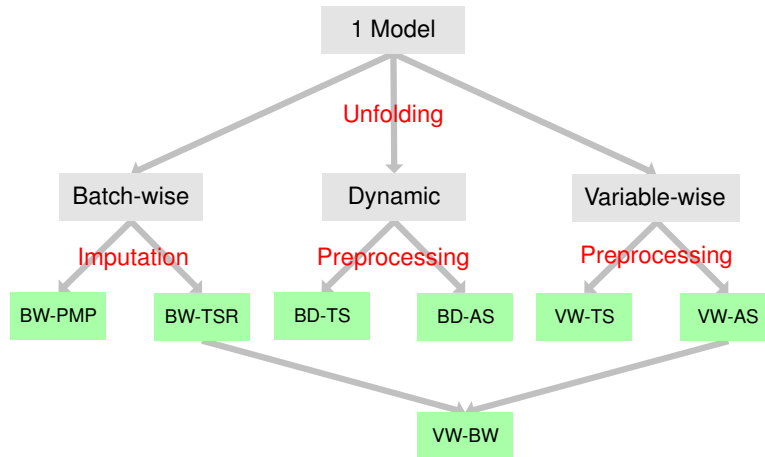 1 Model
Unfolding
Batch-wise
Dynamic
Variable-wise
Imputation
Preprocessing
Preprocessing
BW-PMP
BW-TSR
BD-TS
BD-AS
VW-TS
VW-AS
VW-BW